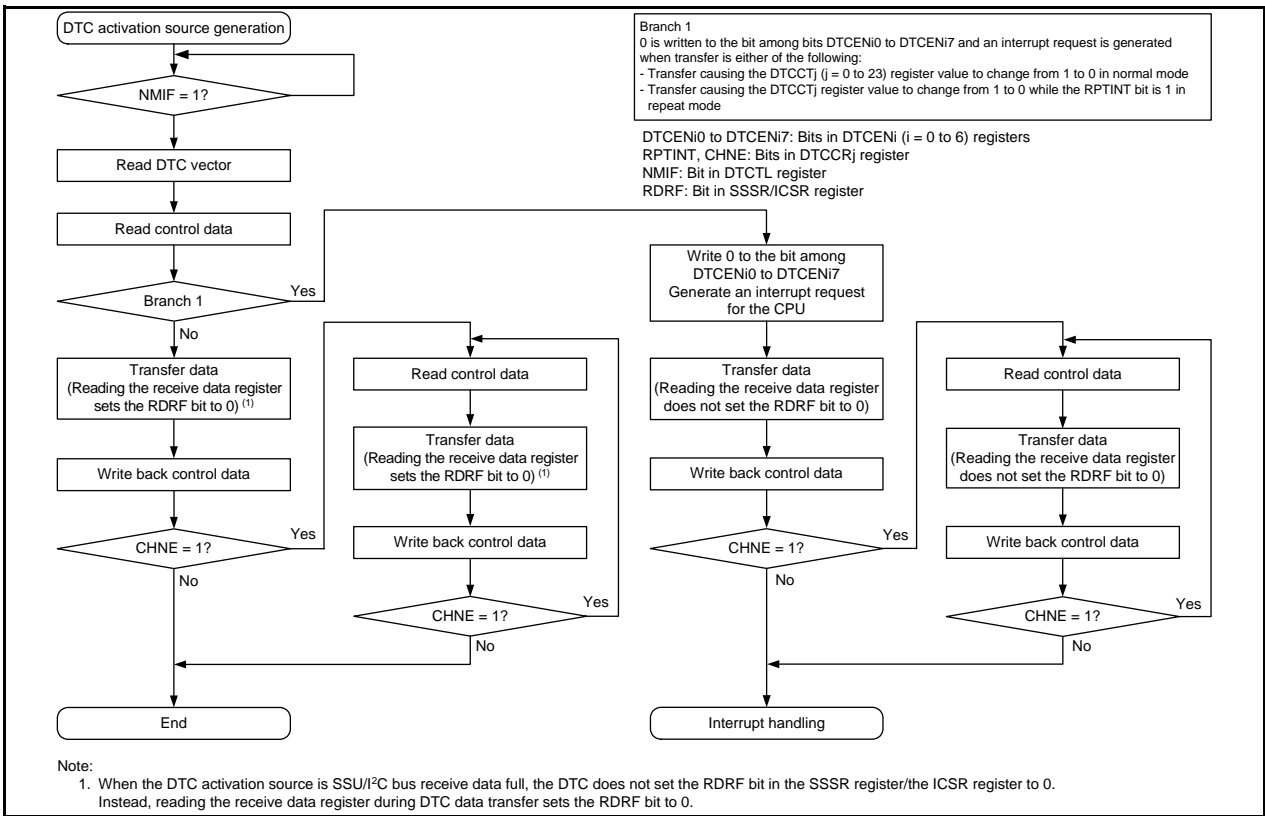 DTC activation source generation
NMIF = 1?
Read DTC vector
Read control data
Branch 1
Yes
No
Transfer data
(Reading the receive data register
sets the RDRF bit to 0) (1)
Write back control data
CHNE = 1?
Yes
No
End
Read control data
Transfer data
(Reading the receive data register
sets the RDRF bit to 0) (1)
Write back control data
CHNE = 1?
Yes
No
Branch 1
0 is written to the bit among bits DTCENi0 to DTCENi7 and an interrupt request is generated
when transfer is either of the following:
- Transfer causing the DTCCTj (j = 0 to 23) register value to change from 1 to 0 in normal mode
- Transfer causing the DTCCTj register value to change from 1 to 0 while the RPTINT bit is 1 in
repeat mode
DTCENi0 to DTCENi7: Bits in DTCENi (i = 0 to 6) registers
RPTINT, CHNE: Bits in DTCCRj register
NMIF: Bit in DTCTL register
RDRF: Bit in SSSR/ICSR register
Write 0 to the bit among
DTCENi0 to DTCENi7
Generate an interrupt request
for the CPU
Transfer data
(Reading the receive data register
does not set the RDRF bit to 0)
Write back control data
CHNE = 1?
Yes
No
Interrupt handling
Read control data
Transfer data
(Reading the receive data register
does not set the RDRF bit to 0)
Write back control data
CHNE = 1?
Yes
No
Note:
1. When the DTC activation source is SSU/I²C bus receive data full, the DTC does not set the RDRF bit in the SSSR register/the ICSR register to 0.
Instead, reading the receive data register during DTC data transfer sets the RDRF bit to 0.